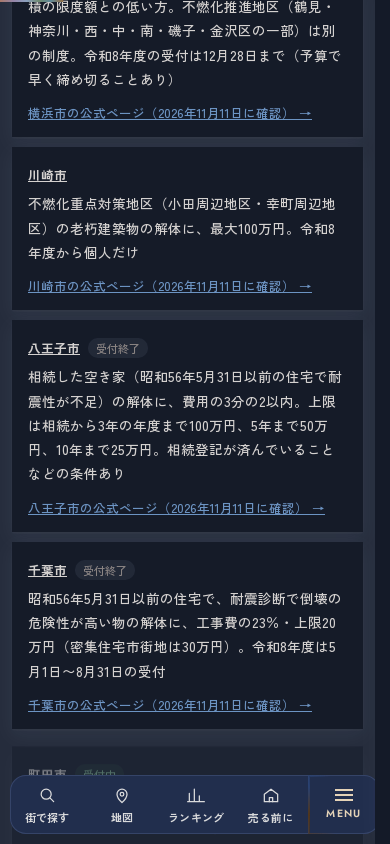 積の限度額との低い方。不燃化推進地区（鶴見・
神奈川・西・中・南・磯子・金沢区の一部）は別
の制度。令和8年度の受付は12月28日まで（予算で
早く締め切ることあり）
横浜市の公式ページ（2026年11月11日に確認） →
川崎市
不燃化重点対策地区（小田周辺地区・幸町周辺地
区）の老朽建築物の解体に、最大100万円。令和8
年度から個人だけ
川崎市の公式ページ（2026年11月11日に確認） →
八王子市 受付終了
相続した空き家（昭和56年5月31日以前の住宅で耐
震性が不足）の解体に、費用の3分の2以内。上限
は相続から3年の年度まで100万円、5年まで50万
円、10年まで25万円。相続登記が済んでいること
などの条件あり
八王子市の公式ページ（2026年11月11日に確認） →
千葉市 受付終了
昭和56年5月31日以前の住宅で、耐震診断で倒壊の
危険性が高い物の解体に、工事費の23％・上限20
万円（密集住宅市街地は30万円）。令和8年度は5
月1日〜8月31日の受付
千葉市の公式ページ（2026年11月11日に確認） →
町田市 受付中
街で探す 地図 ランキング 売る前に MENU